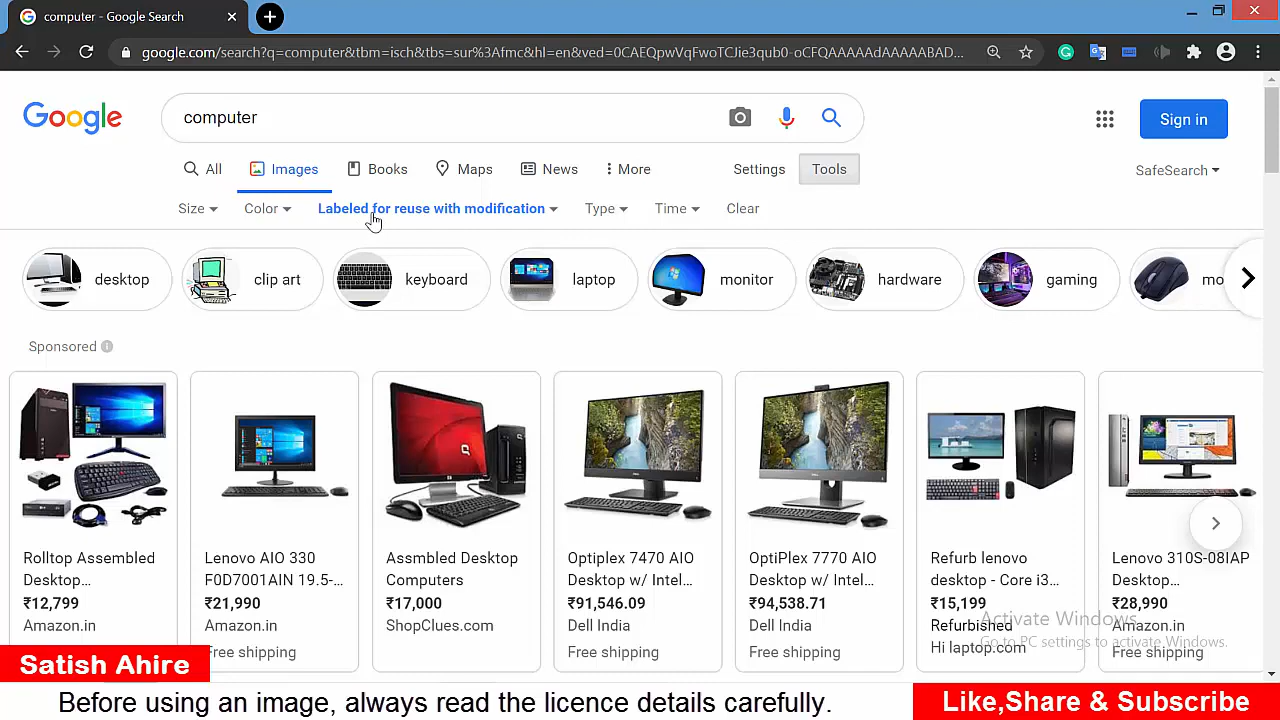 computer - Google Search
google.com/search?q=computer&tbm=isch&tbs=sur%3Afmc&hl=en&ved=0CAEQpwVqFwoTCJie3qub0-oCFQAAAAAdAAAAABAD...
Google
computer
Sign in
All Images Books Maps News More Settings Tools
SafeSearch
Size Color Labeled for reuse with modification Type Time Clear
desktop clip art keyboard laptop monitor hardware gaming mo
Sponsored
Rolltop Assembled Desktop...
₹12,799
Amazon.in
Lenovo AIO 330
F0D7001AIN 19.5-...
₹21,990
Amazon.in
Free shipping
Assmbled Desktop
Computers
₹17,000
ShopClues.com
Optiplex 7470 AIO
Desktop w/ Intel...
₹91,546.09
Dell India
Free shipping
OptiPlex 7770 AIO
Desktop w/ Intel...
₹94,538.71
Dell India
Free shipping
Refurb lenovo
desktop - Core i3...
₹15,199
Refurbished
Hi laptop.com
Lenovo 310S-08IAP
Desktop...
₹28,990
Amazon.in
Free shipping
Activate Windows
Go to PC settings to activate Windows.
Satish Ahire
Before using an image, always read the licence details carefully.
Like,Share & Subscribe